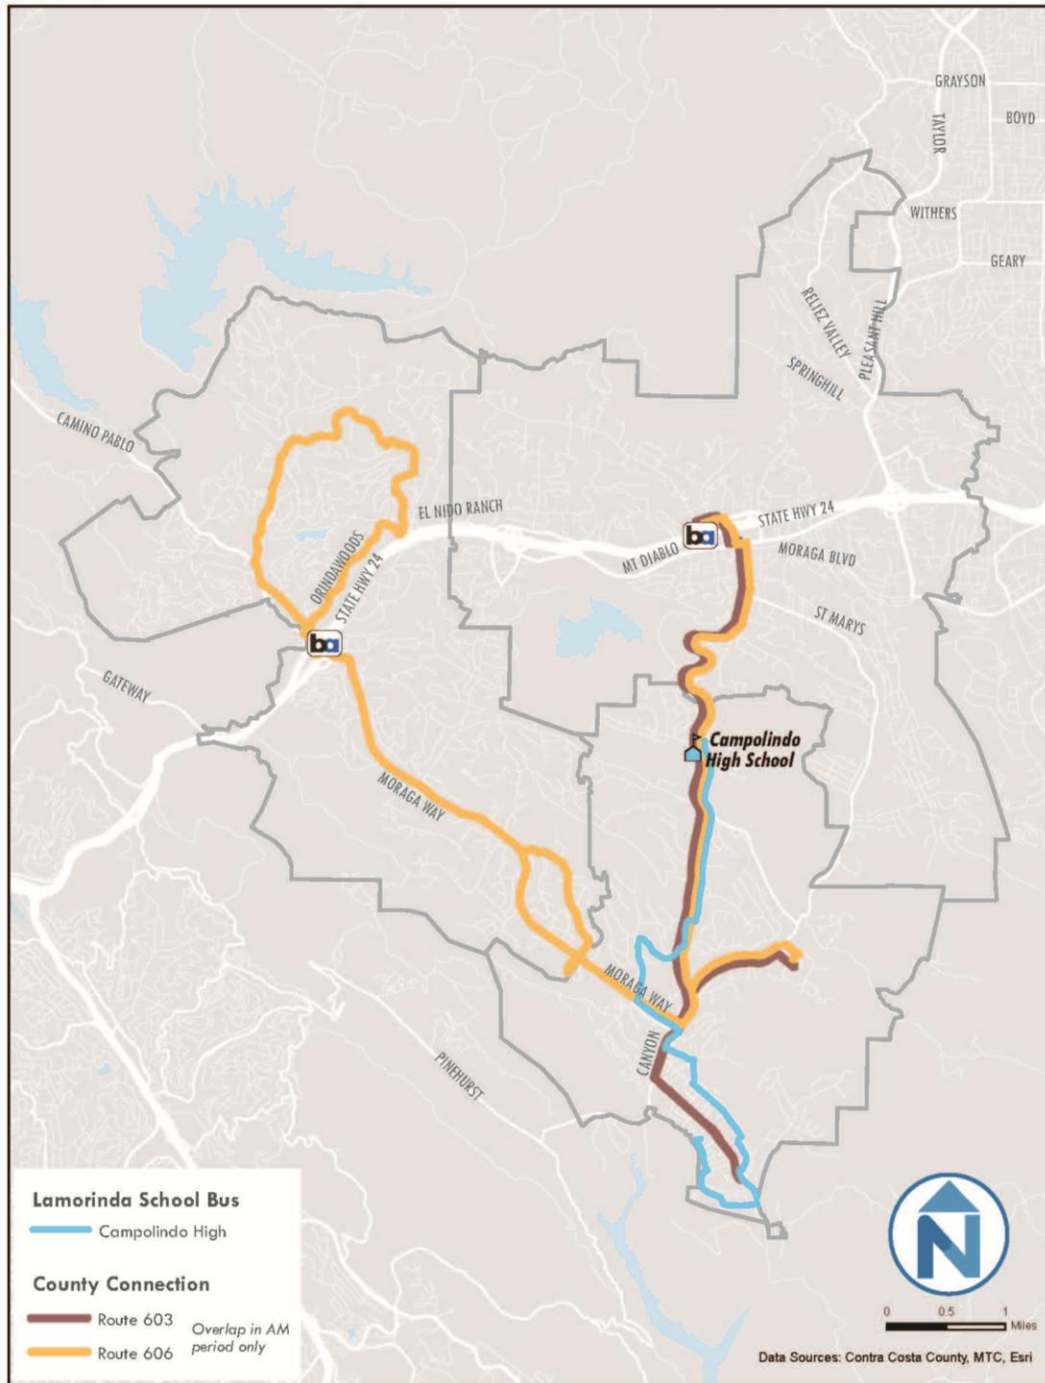 GRAYSON
BOYD
TAYLOR
WITHERS
GEARY
RELIEZ VALLEY
PLEASANT HILL
SPRINGHILL
CAMINO PABLO
EL NIDO RANCH
STATE HWY 24
ORINDAWOODS
STATE HWY 24
MT DIABLO
MORAGA BLVD
ST MARYS
ba
ba
GATEWAY
Campolindo
High School
MORAGA WAY
MORAGA WAY
CANYON
PINEHURST
Lamorinda School Bus
Campolindo High
County Connection
Route 603
Route 606
Overlap in AM
period only
N
0 0.5 1
Miles
Data Sources: Contra Costa County, MTC, Esri